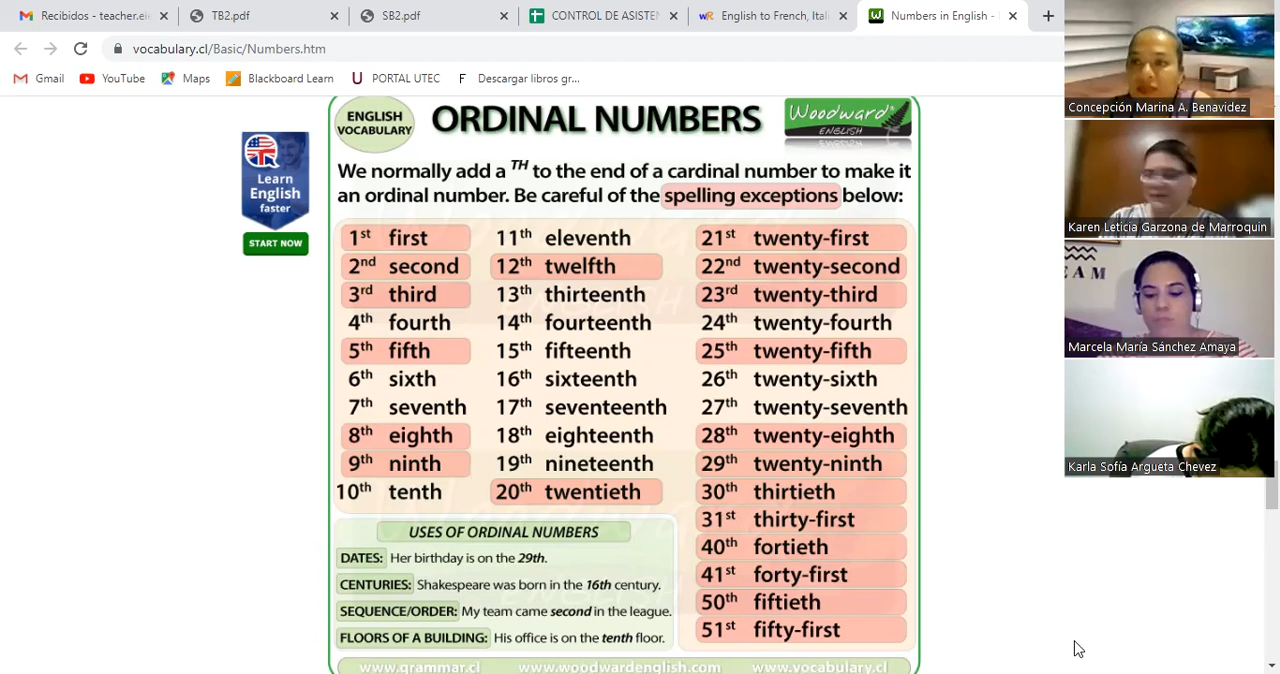 Recibidos - teacher.ei
TB2.pdf
SB2.pdf
CONTROL DE ASISTEN
English to French, Ital
Numbers in English -
vocabulary.cl/Basic/Numbers.htm
Gmail
YouTube
Maps
Blackboard Learn
PORTAL UTEC
Descargar libros gr...
ENGLISH
VOCABULARY
ORDINAL NUMBERS
Woodward
ENGLISH
Learn
English
faster
START NOW
We normally add a TH to the end of a cardinal number to make it
an ordinal number. Be careful of the spelling exceptions below:
1st first
2nd second
3rd third
4th fourth
5th fifth
6th sixth
7th seventh
8th eighth
9th ninth
10th tenth
11th eleventh
12th twelfth
13th thirteenth
14th fourteenth
15th fifteenth
16th sixteenth
17th seventeenth
18th eighteenth
19th nineteenth
20th twentieth
21st twenty-first
22nd twenty-second
23rd twenty-third
24th twenty-fourth
25th twenty-fifth
26th twenty-sixth
27th twenty-seventh
28th twenty-eighth
29th twenty-ninth
30th thirtieth
31st thirty-first
40th fortieth
41st forty-first
50th fiftieth
51st fifty-first
USES OF ORDINAL NUMBERS
DATES: Her birthday is on the 29th.
CENTURIES: Shakespeare was born in the 16th century.
SEQUENCE/ORDER: My team came second in the league.
FLOORS OF A BUILDING: His office is on the tenth floor.
www.grammar.cl www.woodwardenglish.com www.vocabulary.cl
Concepción Marina A. Benavidez
Karen Leticia Garzona de Marroquin
EAM
Marcela María Sánchez Amaya
Karla Sofía Argueta Chevez